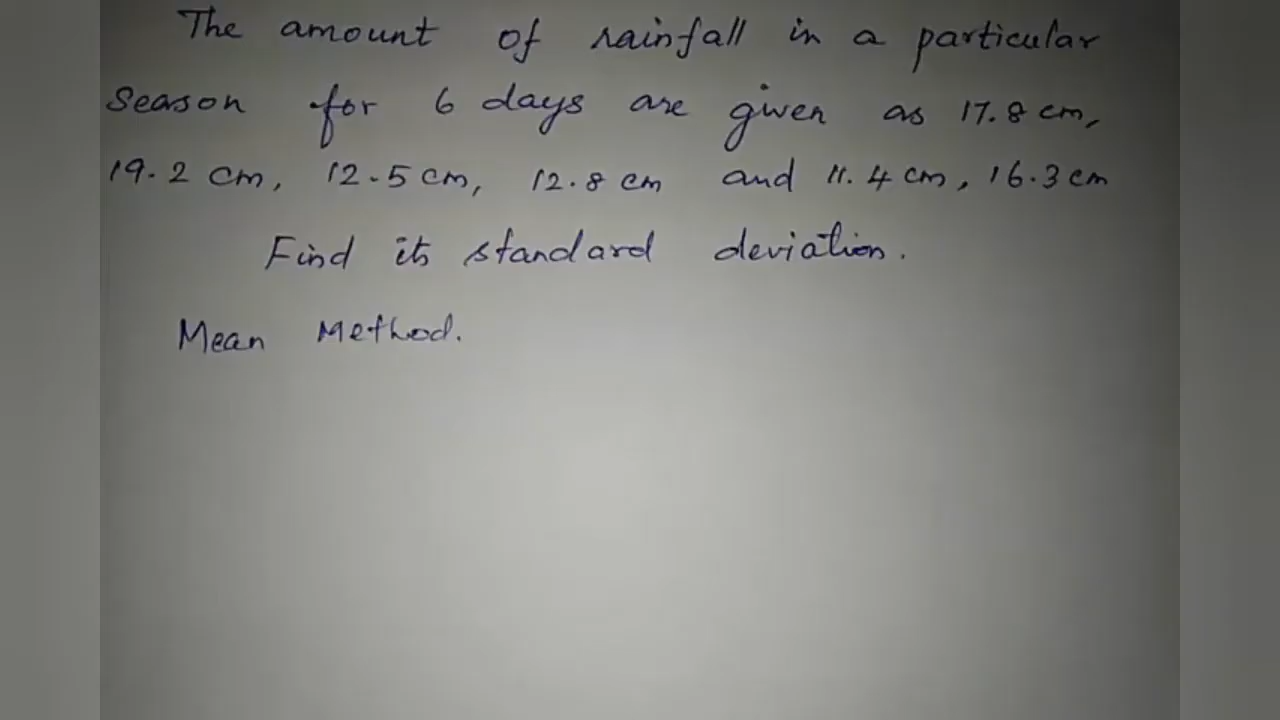 The amount of rainfall in a particular
Season for 6 days are given as 17.8 cm,
19.2 cm, 12.5 cm, 12.8 cm and 11.4 cm, 16.3 cm
Find its standard deviation.
Mean Method.